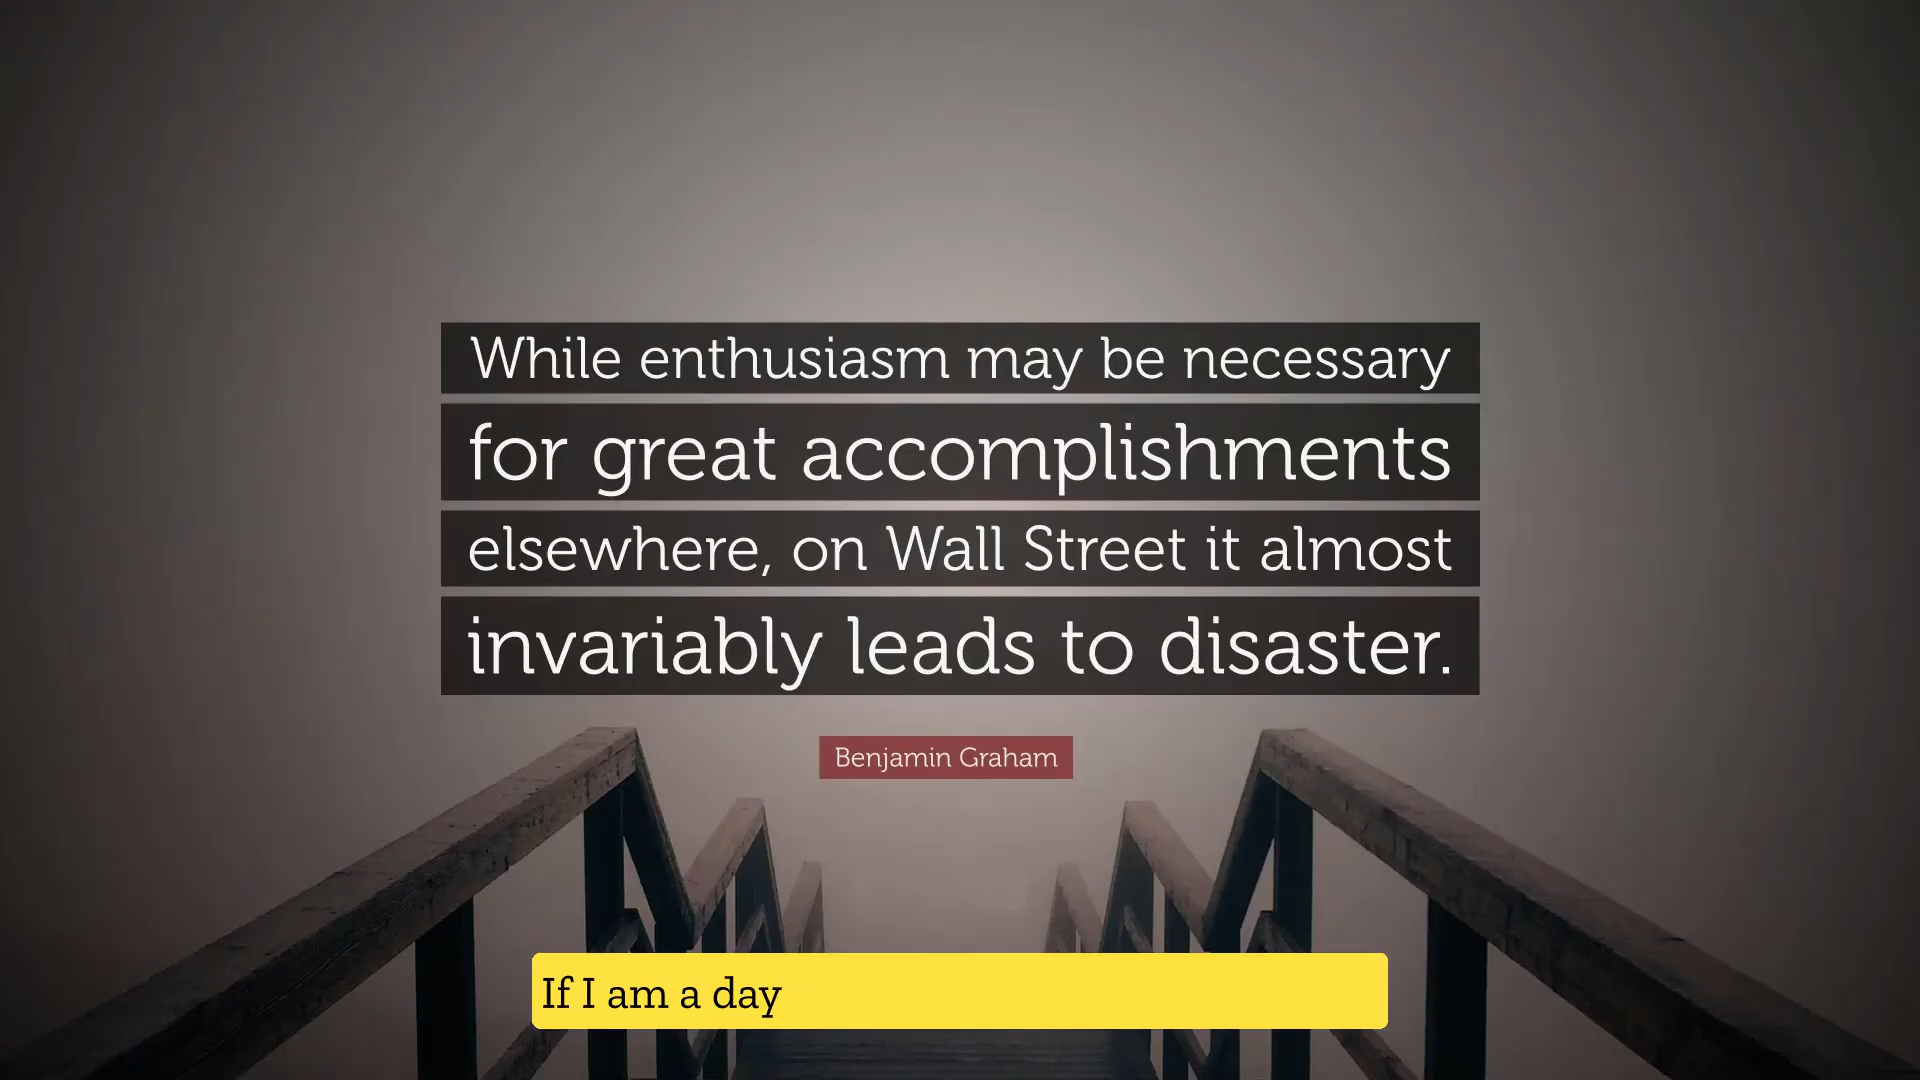 While enthusiasm may be necessary
for great accomplishments
elsewhere, on Wall Street it almost
invariably leads to disaster.
Benjamin Graham
If I am a day